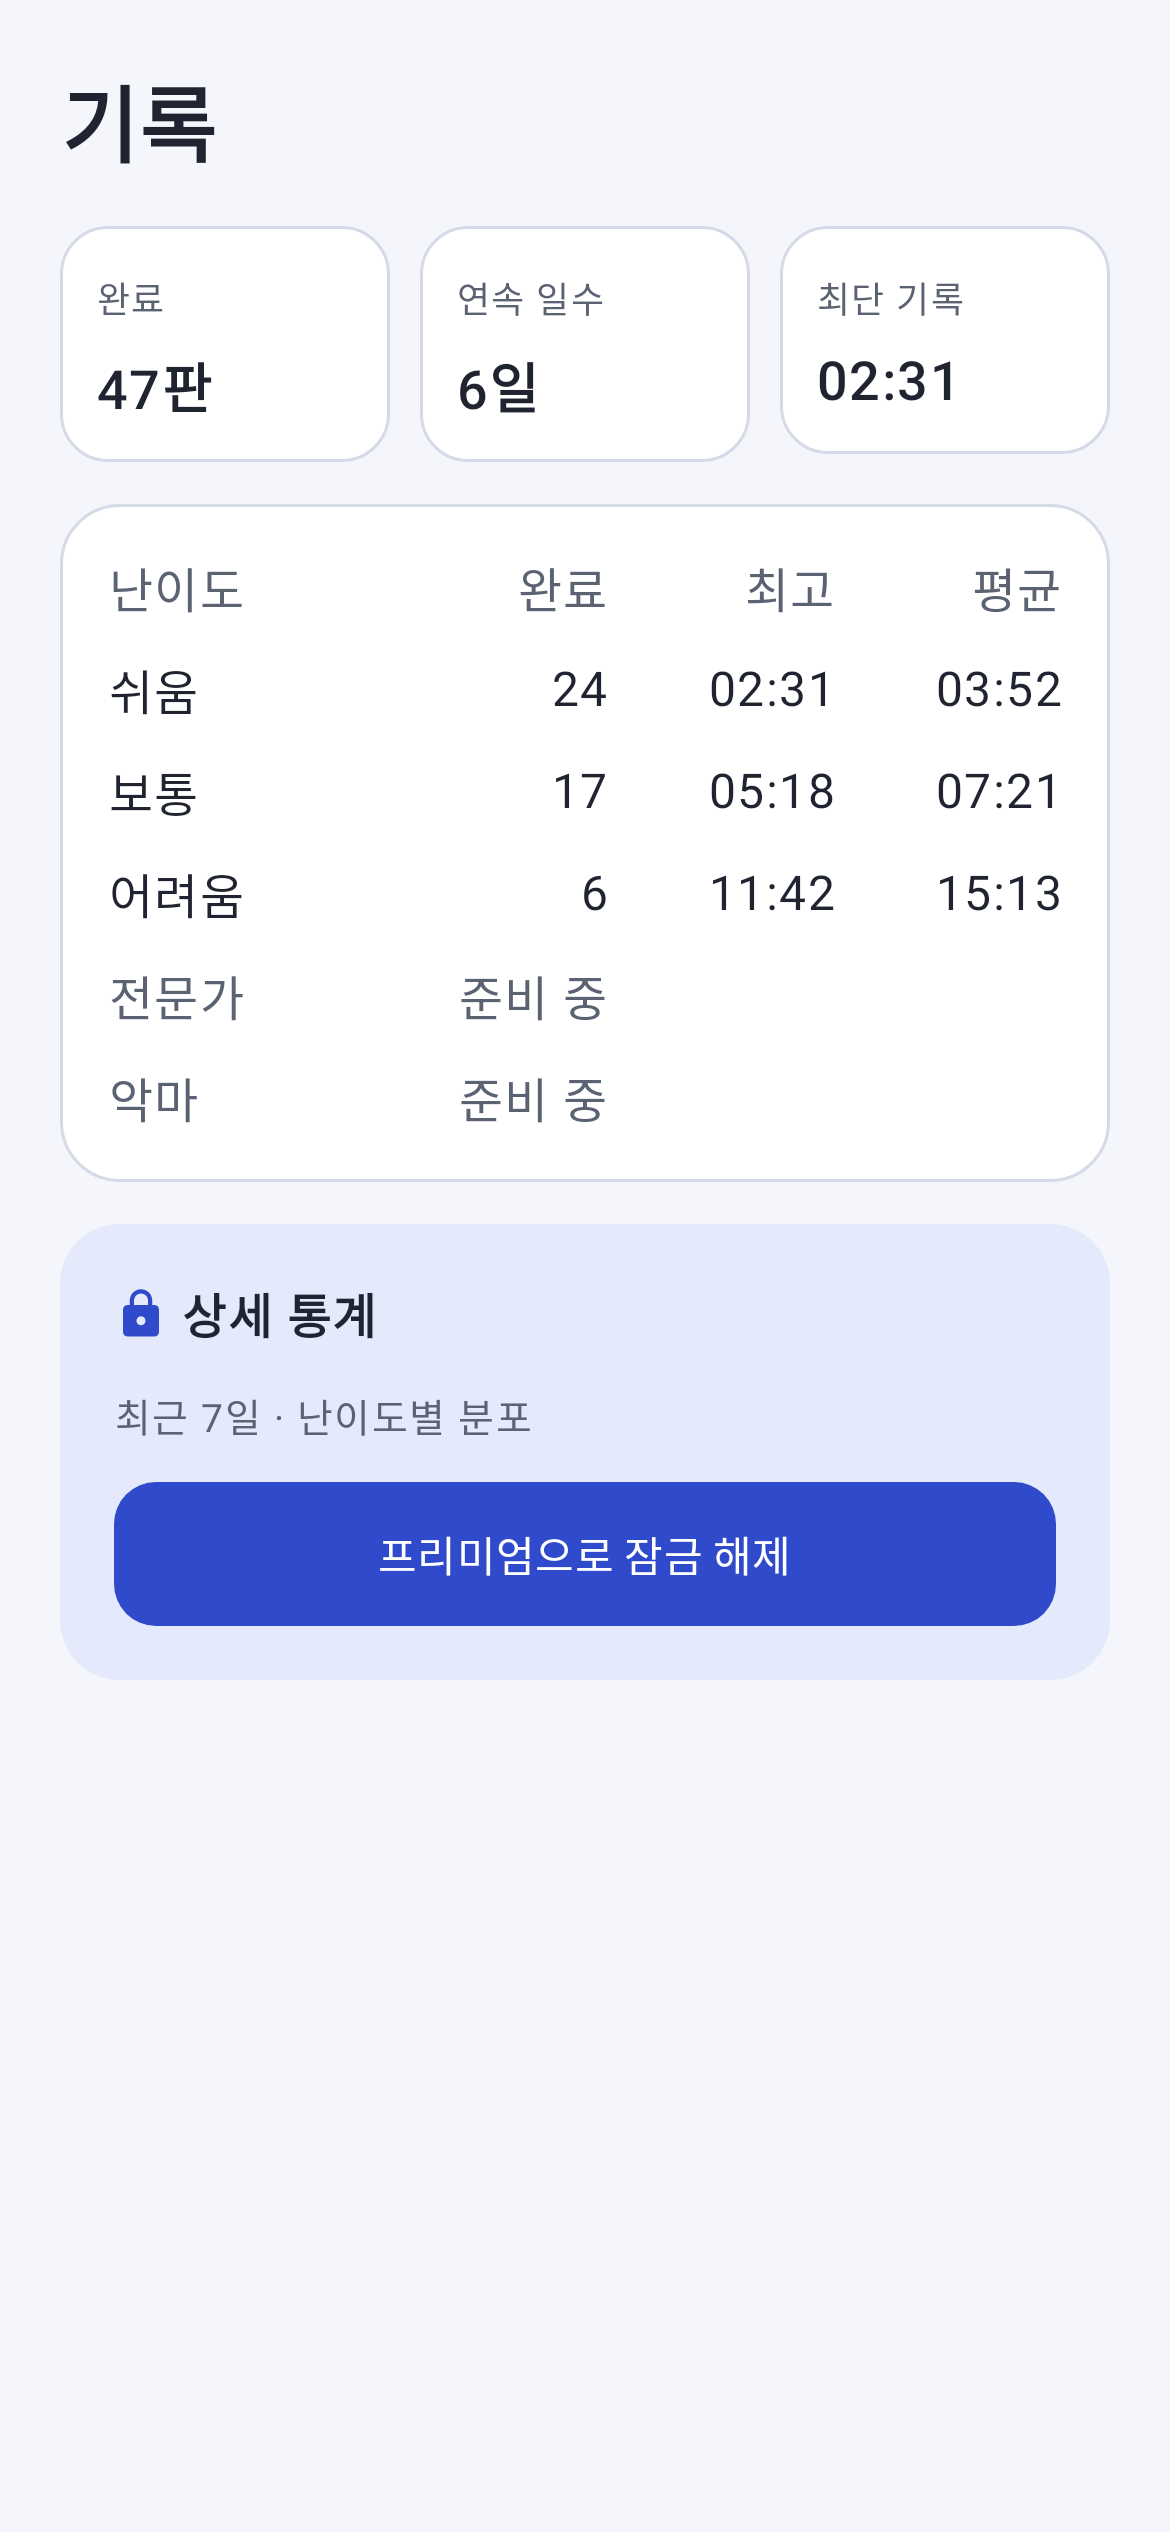 기록
완료 연속 일수 최단 기록
47판 6일 02:31
난이도 완료 최고 평균
쉬움 24 02:31 03:52
보통 17 05:18 07:21
어려움 6 11:42 15:13
전문가 준비 중
악마 준비 중
상세 통계
최근 7일 · 난이도별 분포
프리미엄으로 잠금 해제